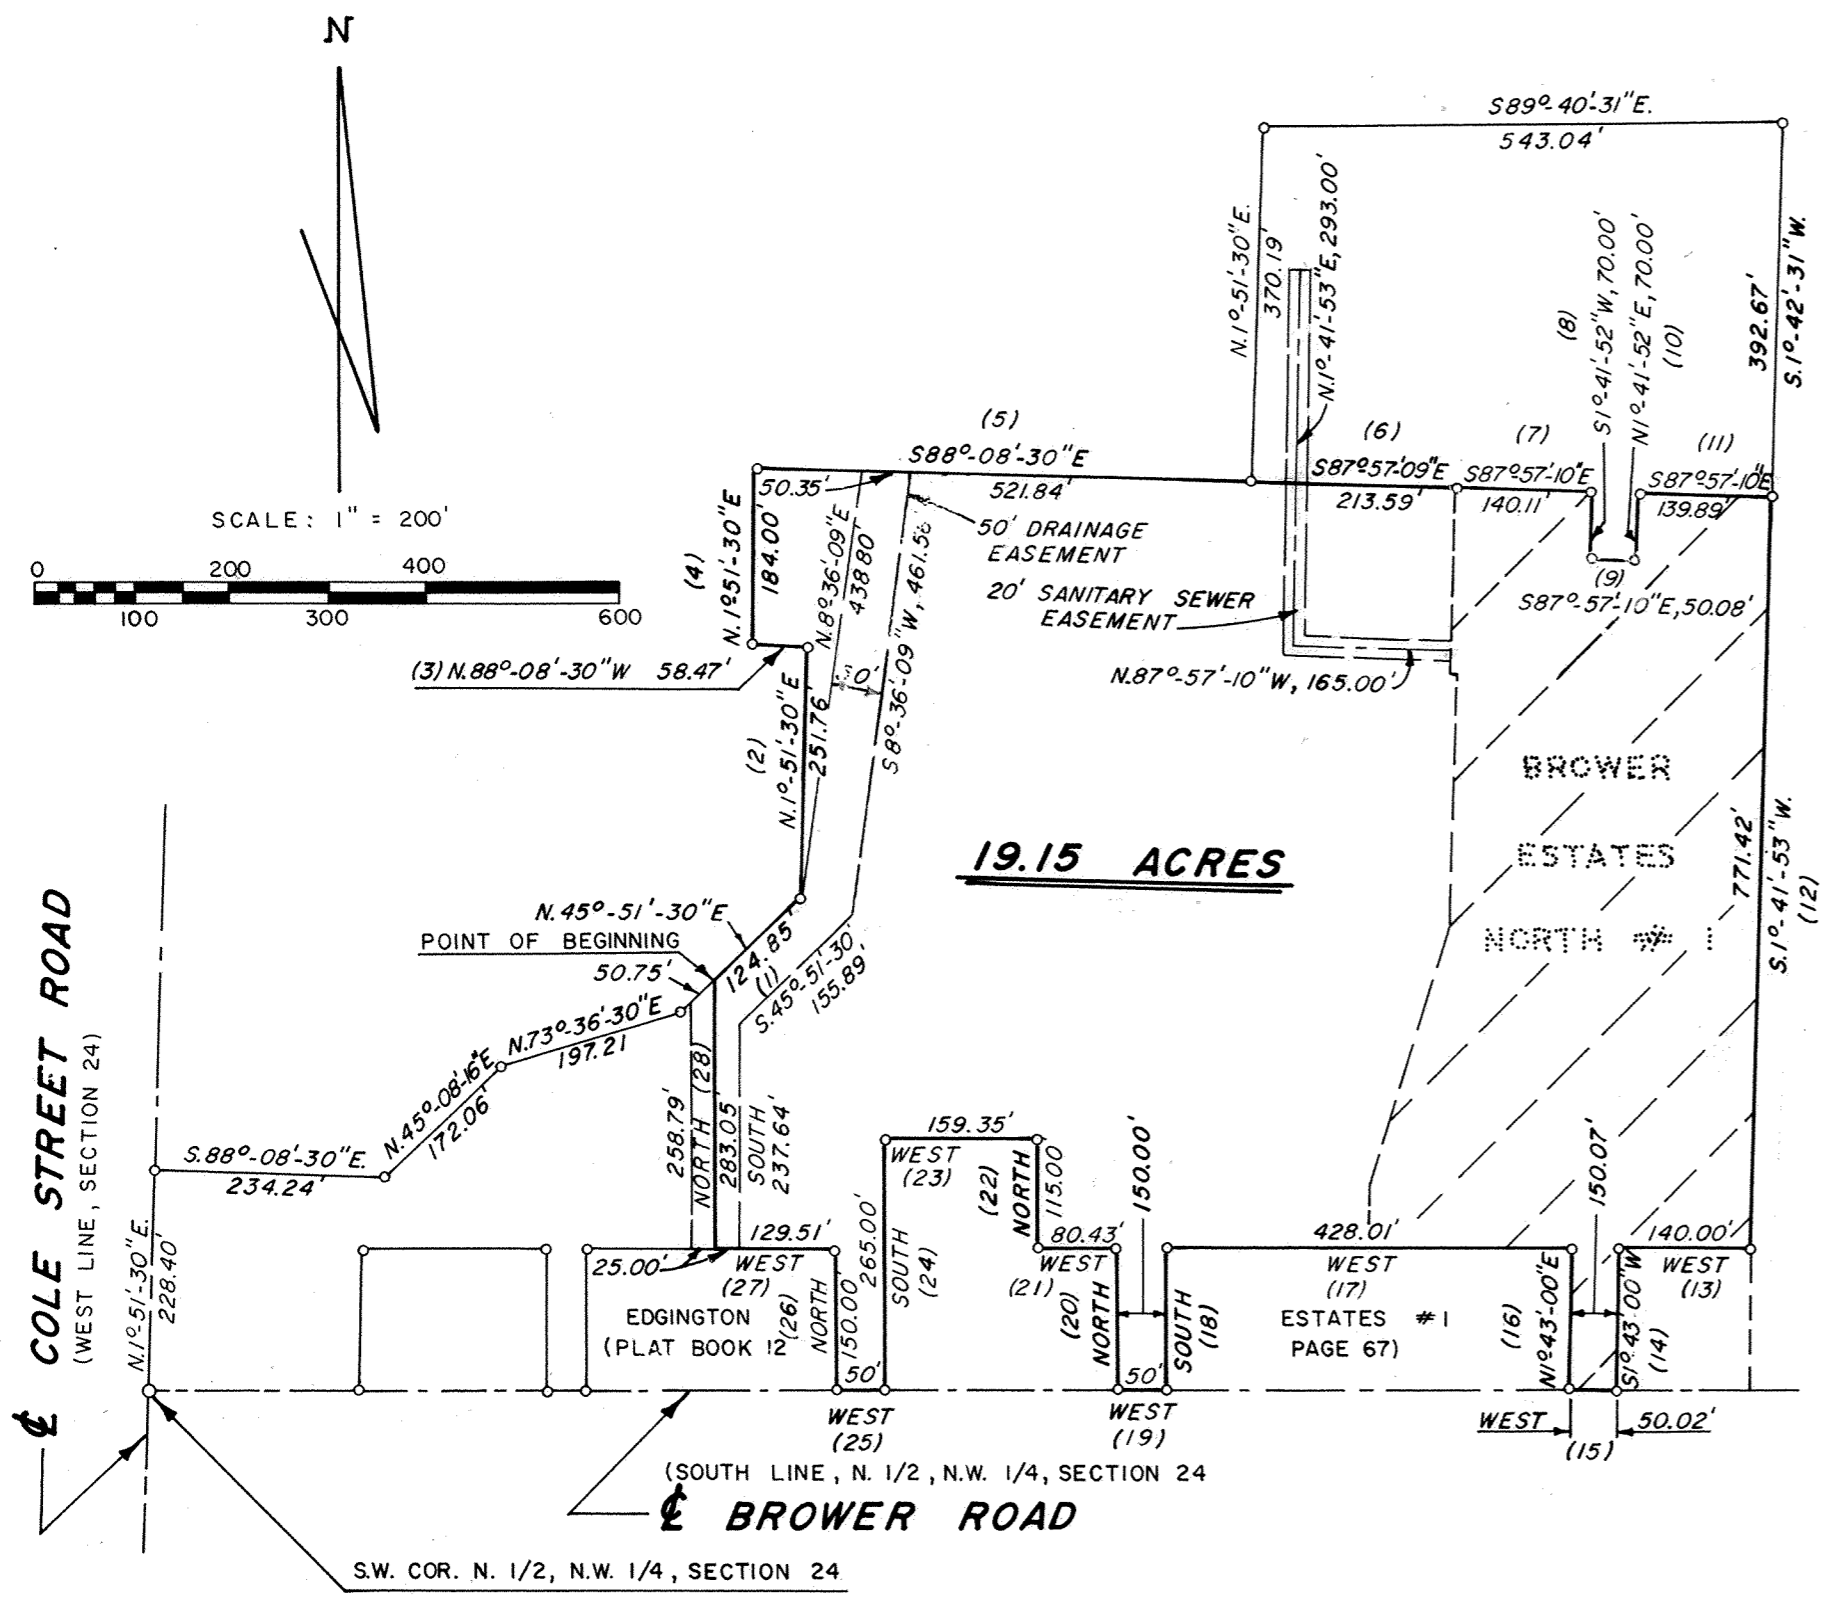 N
SCALE: 1" = 200'
0 200 400
100 300 600
S89°-40'-31"E.
543.04'
N.1°-51'-30"E.
370.19'
N.1°-41'-53"E, 293.00'
(8)
S1°-41'-52"W, 70.00'
N1°-41'-52"E, 70.00'
(10)
392.67'
S.1°-42'-31"W.
(5)
S88°-08'-30"E
521.84'
50.35'
(6)
S87°57'-09"E
213.59'
(7)
S87°-57'-10"E
140.11'
(11)
S87°-57'-10"E
139.89'
(9)
S87°-57'-10"E, 50.08'
(4)
N.1°51'-30"E
184.00'
N.8°36'-09"E
438.80'
S8°-36'-09"W, 461.56
50' DRAINAGE
EASEMENT
20' SANITARY SEWER
EASEMENT
(3) N.88°-08'-30"W 58.47'
N.87°-57'-10"W, 165.00'
(2)
N.1°-51'-30"E
251.76'
BROWER
ESTATES
NORTH # 1
19.15 ACRES
771.42'
S.1°-41'-53"W.
(12)
N.45°-51'-30"E
POINT OF BEGINNING
124.85'
(1)
50.75'
S.45°-51'-30'
155.89'
N.73°-36'-30"E
197.21
N.45°-08'-16"E
172.06'
S.88°-08'-30"E.
234.24'
N.1°-51'-30"E.
228.40'
258.79'
NORTH (28)
283.05'
SOUTH
237.64'
159.35'
WEST
(23)
(22)
NORTH
115.00
150.00'
150.07'
25.00'
129.51'
WEST
(27)
(26)
NORTH
150.00'
265.00'
SOUTH
(24)
80.43'
WEST
(21)
(20)
NORTH
SOUTH
(18)
428.01'
WEST
(17)
140.00'
WEST
(13)
(16)
N1°43'-00"E
S1°-43'-00"W
(14)
EDGINGTON
(PLAT BOOK 12
ESTATES #1
PAGE 67)
50'
WEST
(25)
50'
WEST
(19)
WEST
50.02'
(15)
COLE STREET ROAD
(WEST LINE, SECTION 24)
(SOUTH LINE, N. 1/2, N.W. 1/4, SECTION 24
℄ BROWER ROAD
℄
S.W. COR. N. 1/2, N.W. 1/4, SECTION 24